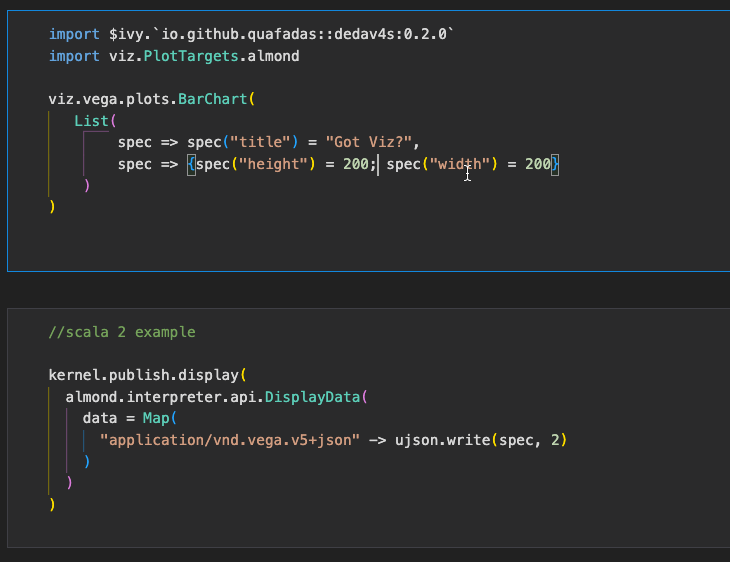 import $ivy.`io.github.quafadas::dedav4s:0.2.0`
import viz.PlotTargets.almond
viz.vega.plots.BarChart(
List(
spec => spec("title") = "Got Viz?",
spec => {spec("height") = 200; spec("width") = 200}
)
)
//scala 2 example
kernel.publish.display(
almond.interpreter.api.DisplayData(
data = Map(
"application/vnd.vega.v5+json" -> ujson.write(spec, 2)
)
)
)